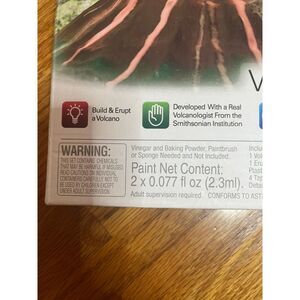 V
Build & Erupt
a Volcano
Developed With a Real
Volcanologist From the
Smithsonian Institution
WARNING:
THIS SET CONTAINS CHEMICALS
THAT MAY BE HARMFUL IF MISUSED.
READ CAUTIONS ON INDIVIDUAL
CONTAINERS CAREFULLY. NOT TO
BE USED BY CHILDREN EXCEPT
UNDER ADULT SUPERVISION.
Vinegar and Baking Powder, Paintbrush
or Sponge Needed and Not Included.
Paint Net Content:
2 x 0.077 fl oz (2.3ml).
Adult supervision required. CONFORMS TO AST
Inclu
1 Vol
1 Eru
Plast
4 Ta
Deta